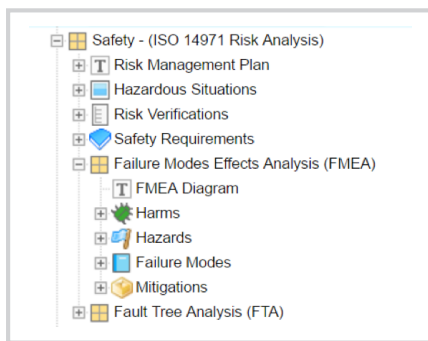 Safety - (ISO 14971 Risk Analysis)
T Risk Management Plan
Hazardous Situations
Risk Verifications
Safety Requirements
Failure Modes Effects Analysis (FMEA)
T FMEA Diagram
Harms
Hazards
Failure Modes
Mitigations
Fault Tree Analysis (FTA)